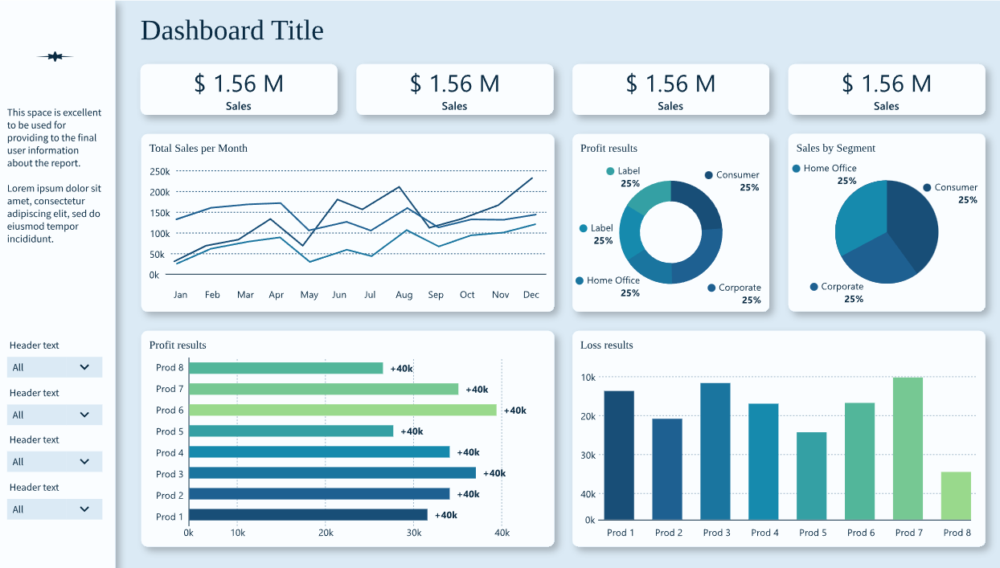 Dashboard Title
This space is excellent
to be used for
providing to the final
user information
about the report.
Lorem ipsum dolor sit
amet, consectetur
adipiscing elit, sed do
eiusmod tempor
incididunt.
Header text
All
Header text
All
Header text
All
Header text
All
$ 1.56 M
Sales
$ 1.56 M
Sales
$ 1.56 M
Sales
$ 1.56 M
Sales
Total Sales per Month
250k
200k
150k
100k
50k
0k
Jan Feb Mar Apr May Jun Jul Aug Sep Oct Nov Dec
Profit results
Label
25%
Consumer
25%
Label
25%
Home Office
25%
Corporate
25%
Sales by Segment
Home Office
25%
Consumer
25%
Corporate
25%
Profit results
Prod 8 +40k
Prod 7 +40k
Prod 6 +40k
Prod 5 +40k
Prod 4 +40k
Prod 3 +40k
Prod 2 +40k
Prod 1 +40k
0k 10k 20k 30k 40k
Loss results
10k
20k
30k
40k
0k
Prod 1 Prod 2 Prod 3 Prod 4 Prod 5 Prod 6 Prod 7 Prod 8